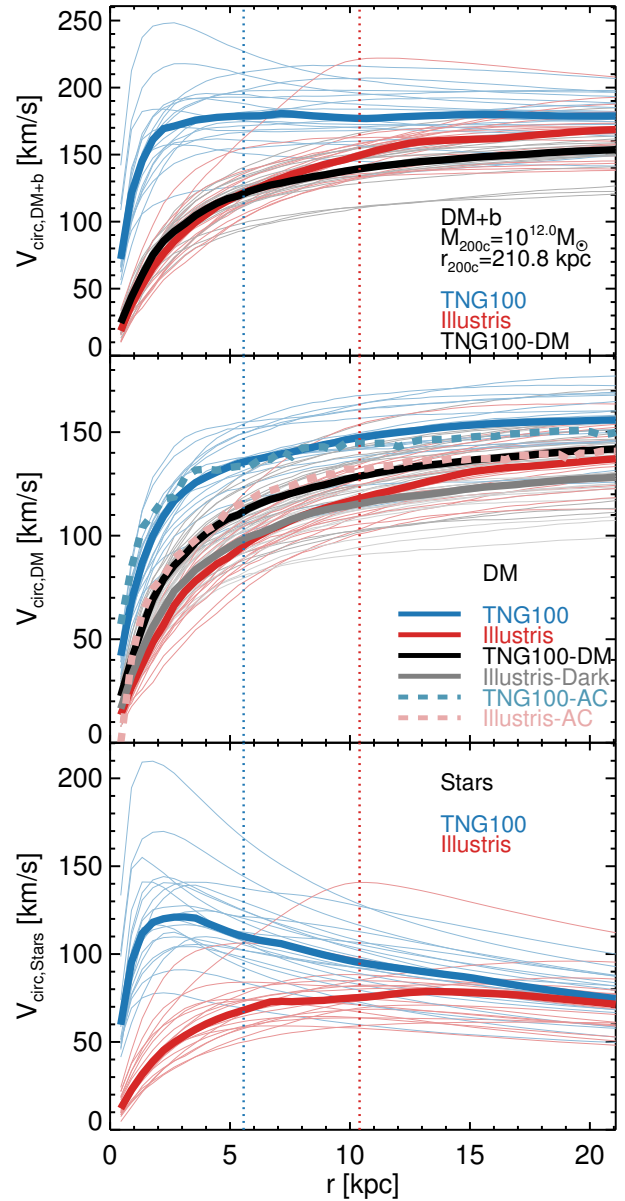 250
200
150
100
50
0
V_circ,DM+b [km/s]
DM+b
M_200c=10^12.0M_⊙
r_200c=210.8 kpc
TNG100
Illustris
TNG100-DM
150
100
50
0
V_circ,DM [km/s]
DM
TNG100
Illustris
TNG100-DM
Illustris-Dark
TNG100-AC
Illustris-AC
200
150
100
50
0
V_circ,Stars [km/s]
Stars
TNG100
Illustris
0 5 10 15 20
r [kpc]